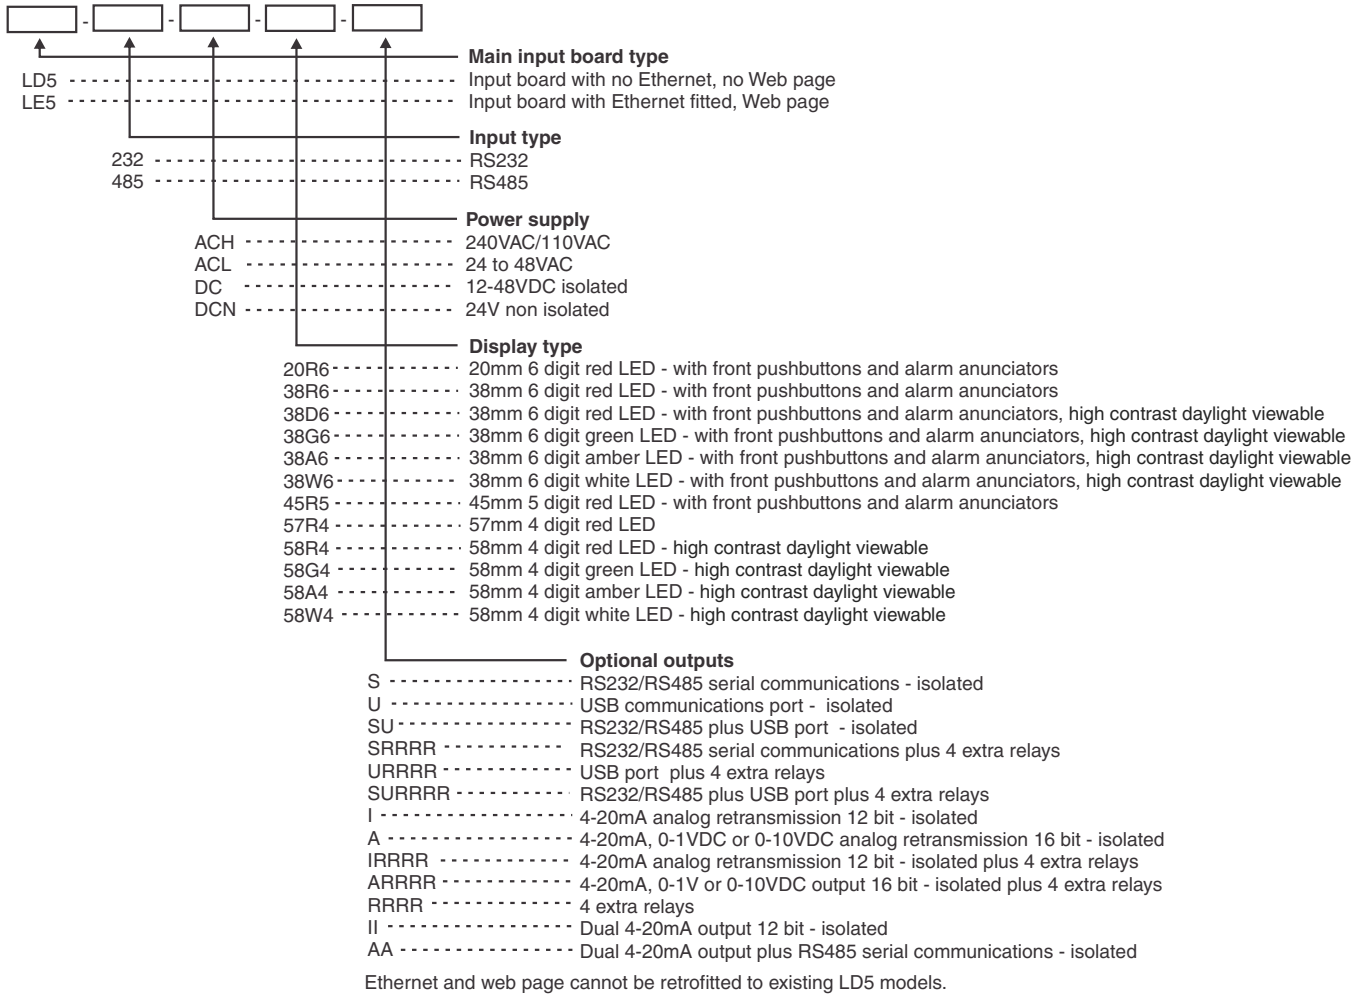 - - - -
Main input board type
LD5 Input board with no Ethernet, no Web page
LE5 Input board with Ethernet fitted, Web page
Input type
232 RS232
485 RS485
Power supply
ACH 240VAC/110VAC
ACL 24 to 48VAC
DC 12-48VDC isolated
DCN 24V non isolated
Display type
20R6 20mm 6 digit red LED - with front pushbuttons and alarm anunciators
38R6 38mm 6 digit red LED - with front pushbuttons and alarm anunciators
38D6 38mm 6 digit red LED - with front pushbuttons and alarm anunciators, high contrast daylight viewable
38G6 38mm 6 digit green LED - with front pushbuttons and alarm anunciators, high contrast daylight viewable
38A6 38mm 6 digit amber LED - with front pushbuttons and alarm anunciators, high contrast daylight viewable
38W6 38mm 6 digit white LED - with front pushbuttons and alarm anunciators, high contrast daylight viewable
45R5 45mm 5 digit red LED - with front pushbuttons and alarm anunciators
57R4 57mm 4 digit red LED
58R4 58mm 4 digit red LED - high contrast daylight viewable
58G4 58mm 4 digit green LED - high contrast daylight viewable
58A4 58mm 4 digit amber LED - high contrast daylight viewable
58W4 58mm 4 digit white LED - high contrast daylight viewable
Optional outputs
S RS232/RS485 serial communications - isolated
U USB communications port - isolated
SU RS232/RS485 plus USB port - isolated
SRRRR RS232/RS485 serial communications plus 4 extra relays
URRRR USB port plus 4 extra relays
SURRRR RS232/RS485 plus USB port plus 4 extra relays
I 4-20mA analog retransmission 12 bit - isolated
A 4-20mA, 0-1VDC or 0-10VDC analog retransmission 16 bit - isolated
IRRRR 4-20mA analog retransmission 12 bit - isolated plus 4 extra relays
ARRRR 4-20mA, 0-1V or 0-10VDC output 16 bit - isolated plus 4 extra relays
RRRR 4 extra relays
II Dual 4-20mA output 12 bit - isolated
AA Dual 4-20mA output plus RS485 serial communications - isolated
Ethernet and web page cannot be retrofitted to existing LD5 models.